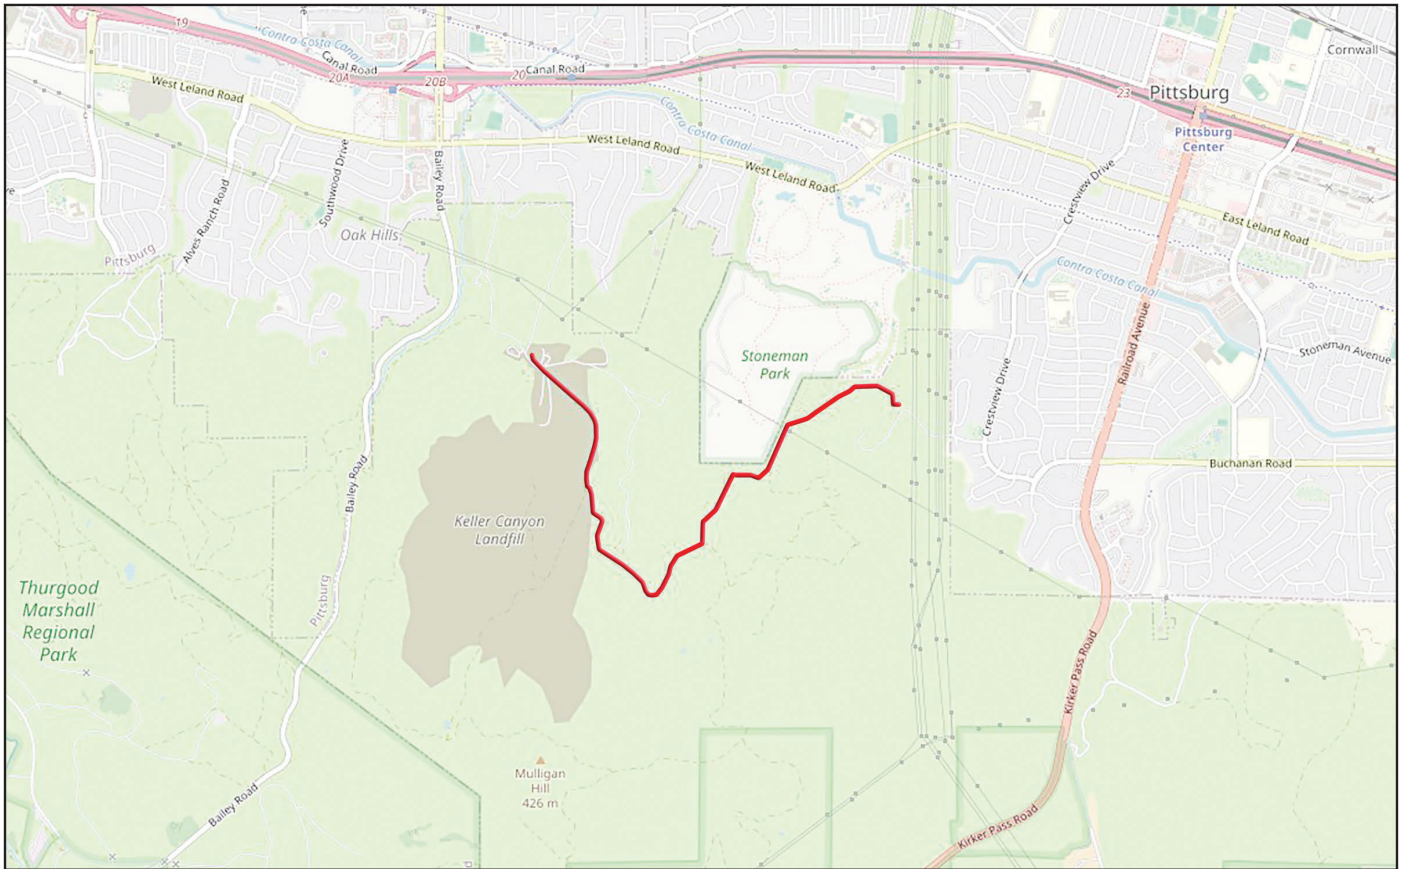 19
Contra Costa Canal
Canal Road
20A
20B
20
Canal Road
Cornwall
Pittsburg
23
Pittsburg
Center
West Leland Road
West Leland Road
West Leland Road
Contra Costa Canal
Bailey Road
Southwood Drive
Alves Ranch Road
Oak Hills
Pittsburg
Crestview Drive
East Leland Road
Contra Costa Canal
Railroad Avenue
Stoneman Avenue
Stoneman
Park
Crestview Drive
Buchanan Road
Bailey Road
Keller Canyon
Landfill
Thurgood
Marshall
Regional
Park
Pittsburg
Kirker Pass Road
Mulligan
Hill
426 m
Bailey Road
Kirker Pass Road